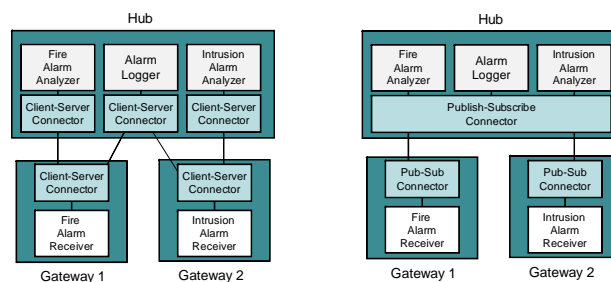 Hub
Fire
Alarm
Analyzer
Alarm
Logger
Intrusion
Alarm
Analyzer
Client-Server
Connector
Client-Server
Connector
Client-Server
Connector
Client-Server
Connector
Fire
Alarm
Receiver
Gateway 1
Client-Server
Connector
Intrusion
Alarm
Receiver
Gateway 2
Hub
Fire
Alarm
Analyzer
Alarm
Logger
Intrusion
Alarm
Analyzer
Publish-Subscribe
Connector
Pub-Sub
Connector
Fire
Alarm
Receiver
Gateway 1
Pub-Sub
Connector
Intrusion
Alarm
Receiver
Gateway 2